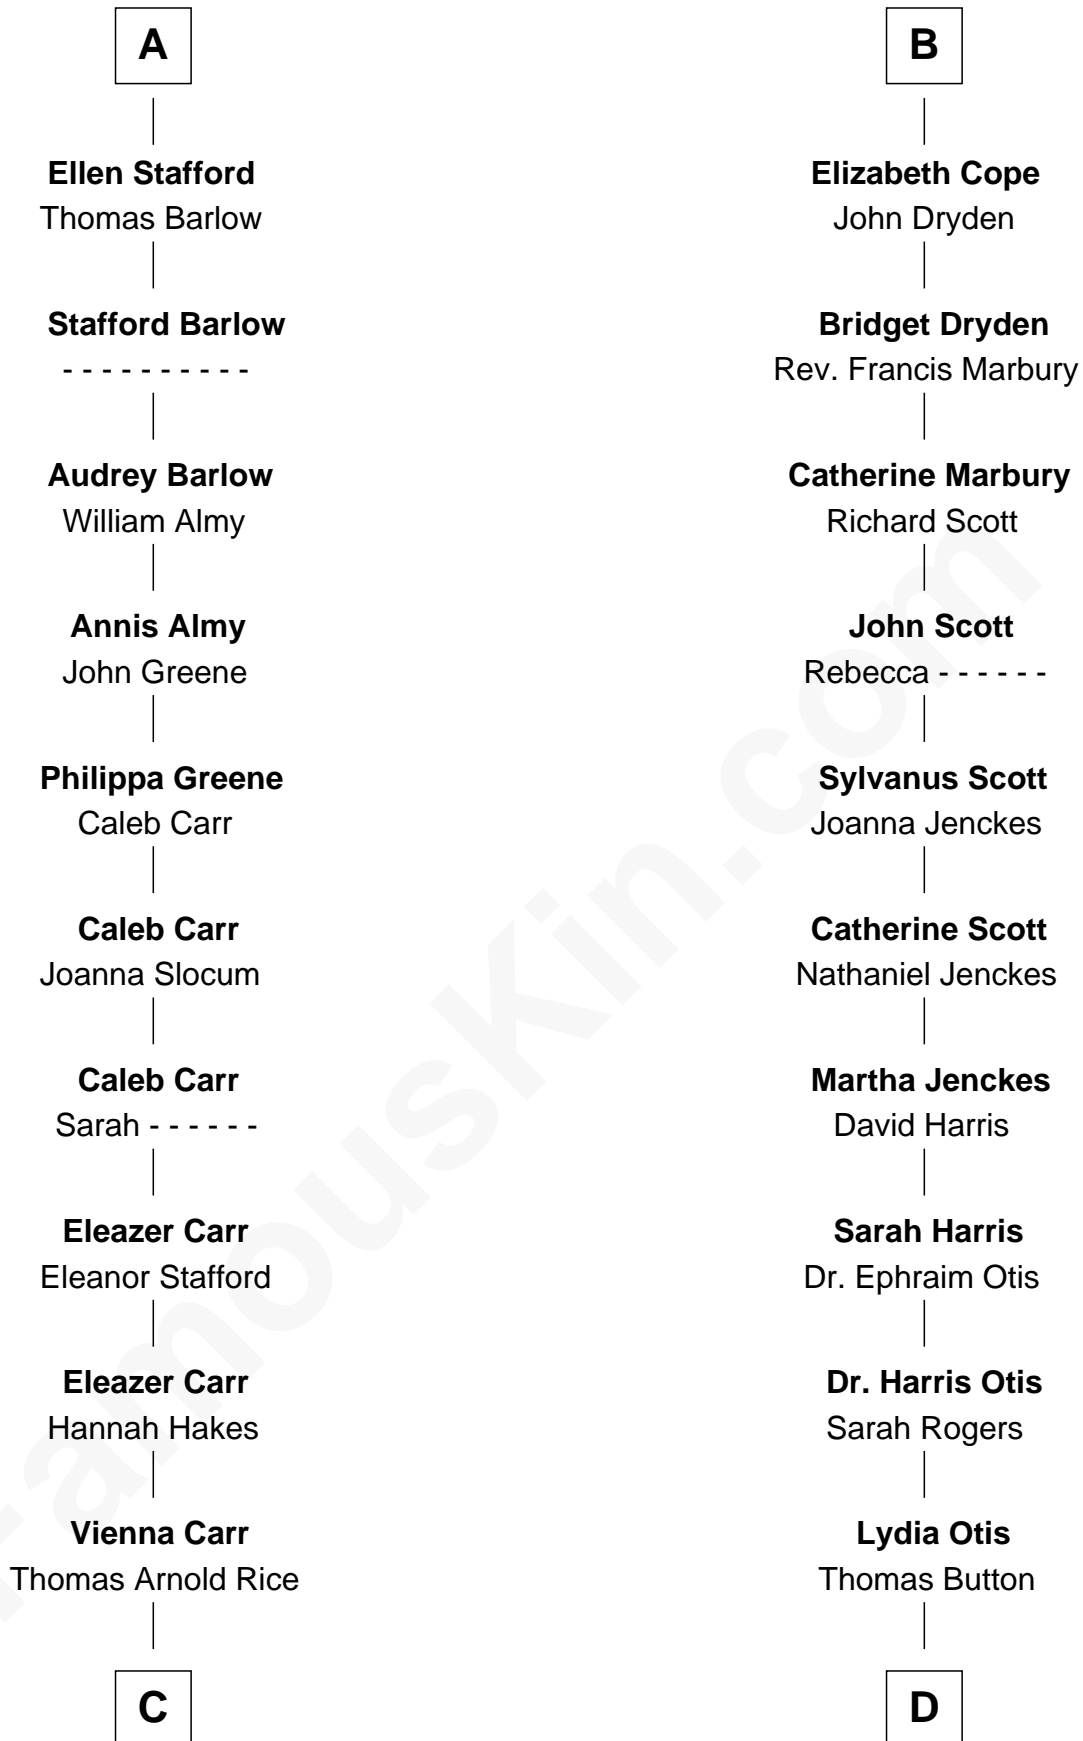 A
Ellen Stafford
Thomas Barlow
Stafford Barlow
- - - - - - - - - -
Audrey Barlow
William Almy
Annis Almy
John Greene
Philippa Greene
Caleb Carr
Caleb Carr
Joanna Slocum
Caleb Carr
Sarah - - - - - -
Eleazer Carr
Eleanor Stafford
Eleazer Carr
Hannah Hakes
Vienna Carr
Thomas Arnold Rice
C
B
Elizabeth Cope
John Dryden
Bridget Dryden
Rev. Francis Marbury
Catherine Marbury
Richard Scott
John Scott
Rebecca - - - - - -
Sylvanus Scott
Joanna Jenckes
Catherine Scott
Nathaniel Jenckes
Martha Jenckes
David Harris
Sarah Harris
Dr. Ephraim Otis
Dr. Harris Otis
Sarah Rogers
Lydia Otis
Thomas Button
D
FamousKin.com